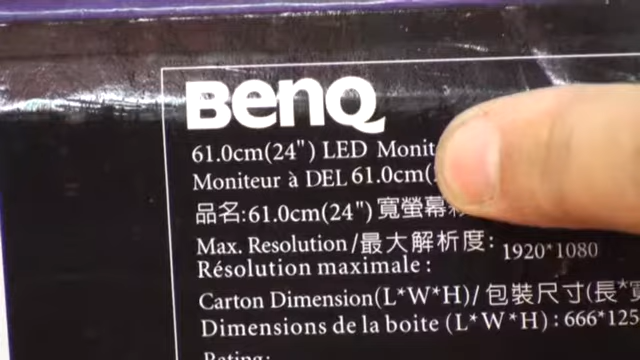 BenQ
61.0cm(24") LED Monit
Moniteur à DEL 61.0cm(
品名:61.0cm(24") 寬螢幕
Max. Resolution/最大解析度: 1920*1080
Résolution maximale:
Carton Dimension(L*W*H)/包裝尺寸(長*寬
Dimensions de la boite (L*W*H):666*125
Rating: